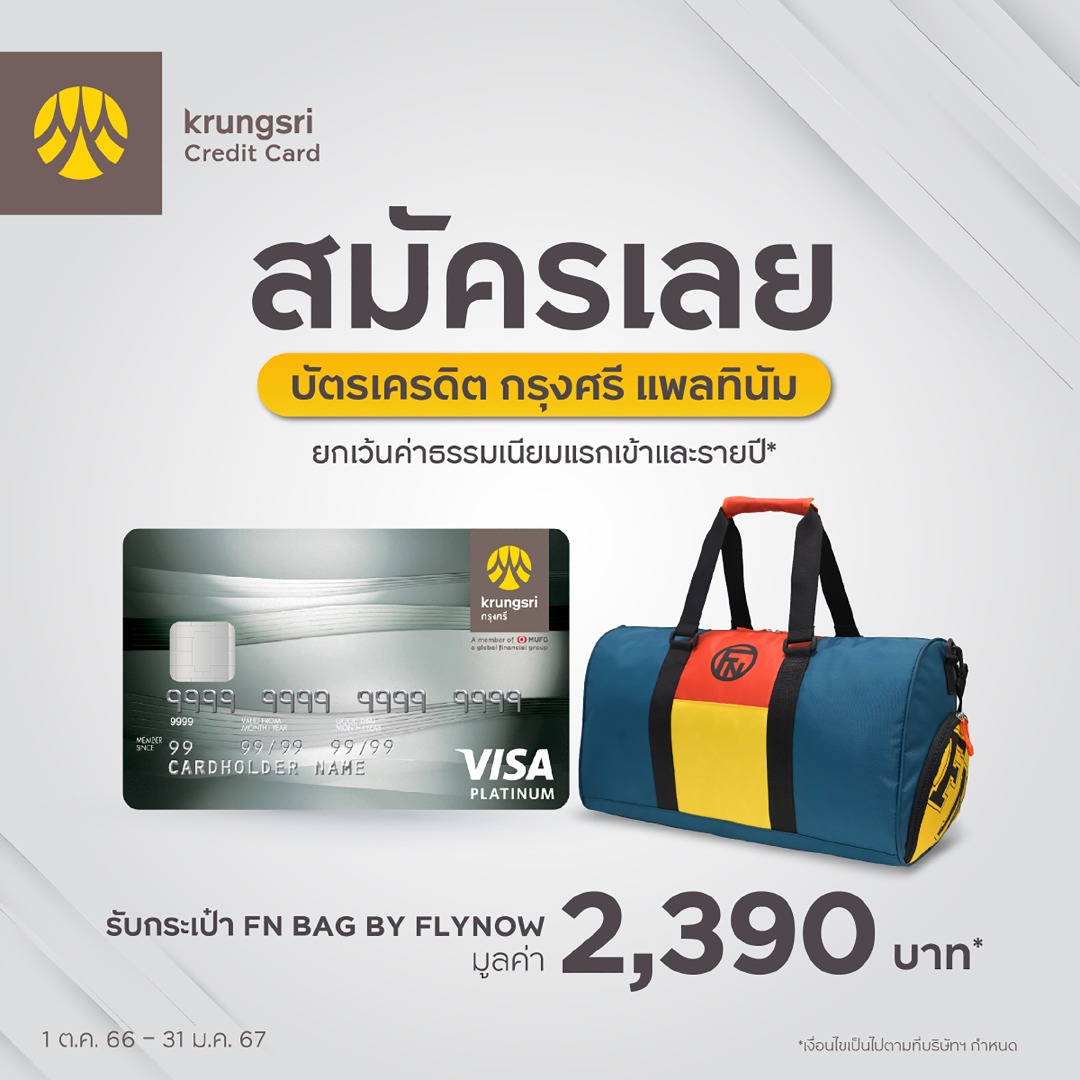 krungsri
Credit Card
สมัครเลย
บัตรเครดิต กรุงศรี แพลทินัม
ยกเว้นค่าธรรมเนียมแรกเข้าและรายปี*
krungsri
กรุงศรี
A member of MUFG
a global financial group
9999 9999 9999 9999
9999 VALID FROM MONTH/YEAR GOOD THRU MONTH/YEAR
MEMBER SINCE 99 99/99 99/99
CARDHOLDER NAME
VISA
PLATINUM
FN
รับกระเป๋า FN BAG BY FLYNOW
มูลค่า 2,390 บาท*
1 ต.ค. 66 – 31 ม.ค. 67
*เงื่อนไขเป็นไปตามที่บริษัทฯ กำหนด